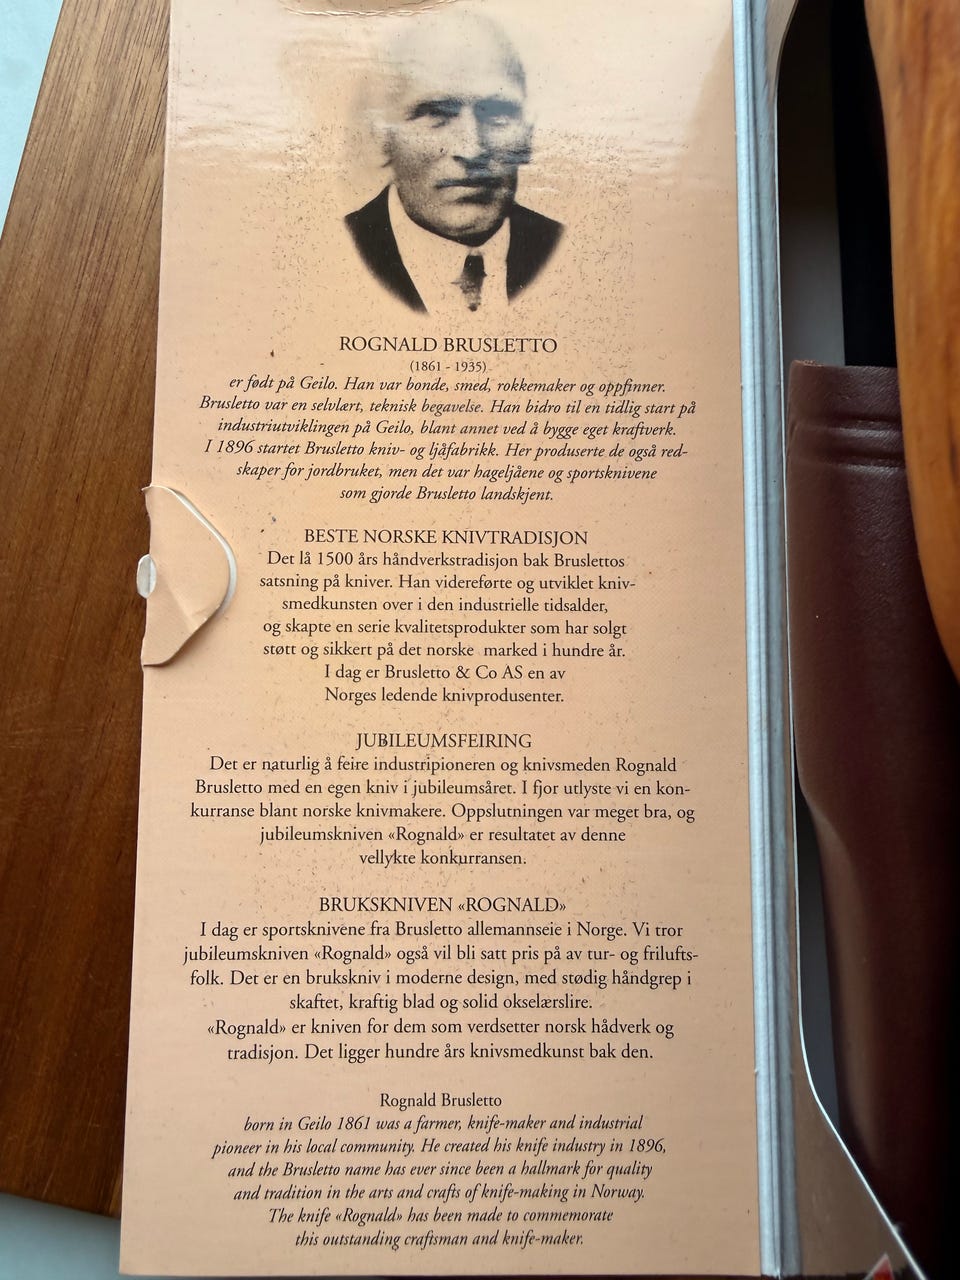 ROGNALD BRUSLETTO
(1861 - 1935)
er født på Geilo. Han var bonde, smed, rokkemaker og oppfinner.
Brusletto var en selvlært, teknisk begavelse. Han bidro til en tidlig start på
industriutviklingen på Geilo, blant annet ved å bygge eget kraftverk.
I 1896 startet Brusletto kniv- og ljåfabrikk. Her produserte de også red-
skaper for jordbruket, men det var hageljåene og sportsknivene
som gjorde Brusletto landskjent.
BESTE NORSKE KNIVTRADISJON
Det lå 1500 års håndverkstradisjon bak Bruslettos
satsning på kniver. Han videreførte og utviklet kniv-
smedkunsten over i den industrielle tidsalder,
og skapte en serie kvalitetsprodukter som har solgt
støtt og sikkert på det norske marked i hundre år.
I dag er Brusletto & Co AS en av
Norges ledende knivprodusenter.
JUBILEUMSFEIRING
Det er naturlig å feire industripioneren og knivsmeden Rognald
Brusletto med en egen kniv i jubileumsåret. I fjor utlyste vi en kon-
kurranse blant norske knivmakere. Oppslutningen var meget bra, og
jubileumskniven «Rognald» er resultatet av denne
vellykte konkurransen.
BRUKSKNIVEN «ROGNALD»
I dag er sportsknivene fra Brusletto allemannseie i Norge. Vi tror
jubileumskniven «Rognald» også vil bli satt pris på av tur- og frilufts-
folk. Det er en brukskniv i moderne design, med stødig håndgrep i
skaftet, kraftig blad og solid okselærslire.
«Rognald» er kniven for dem som verdsetter norsk hådverk og
tradisjon. Det ligger hundre års knivsmedkunst bak den.
Rognald Brusletto
born in Geilo 1861 was a farmer, knife-maker and industrial
pioneer in his local community. He created his knife industry in 1896,
and the Brusletto name has ever since been a hallmark for quality
and tradition in the arts and crafts of knife-making in Norway.
The knife «Rognald» has been made to commemorate
this outstanding craftsman and knife-maker.